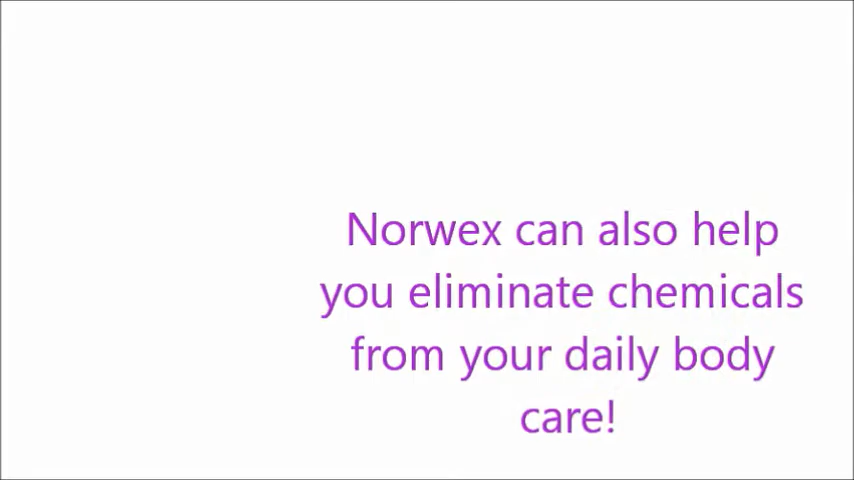 Norwex can also help
you eliminate chemicals
from your daily body
care!